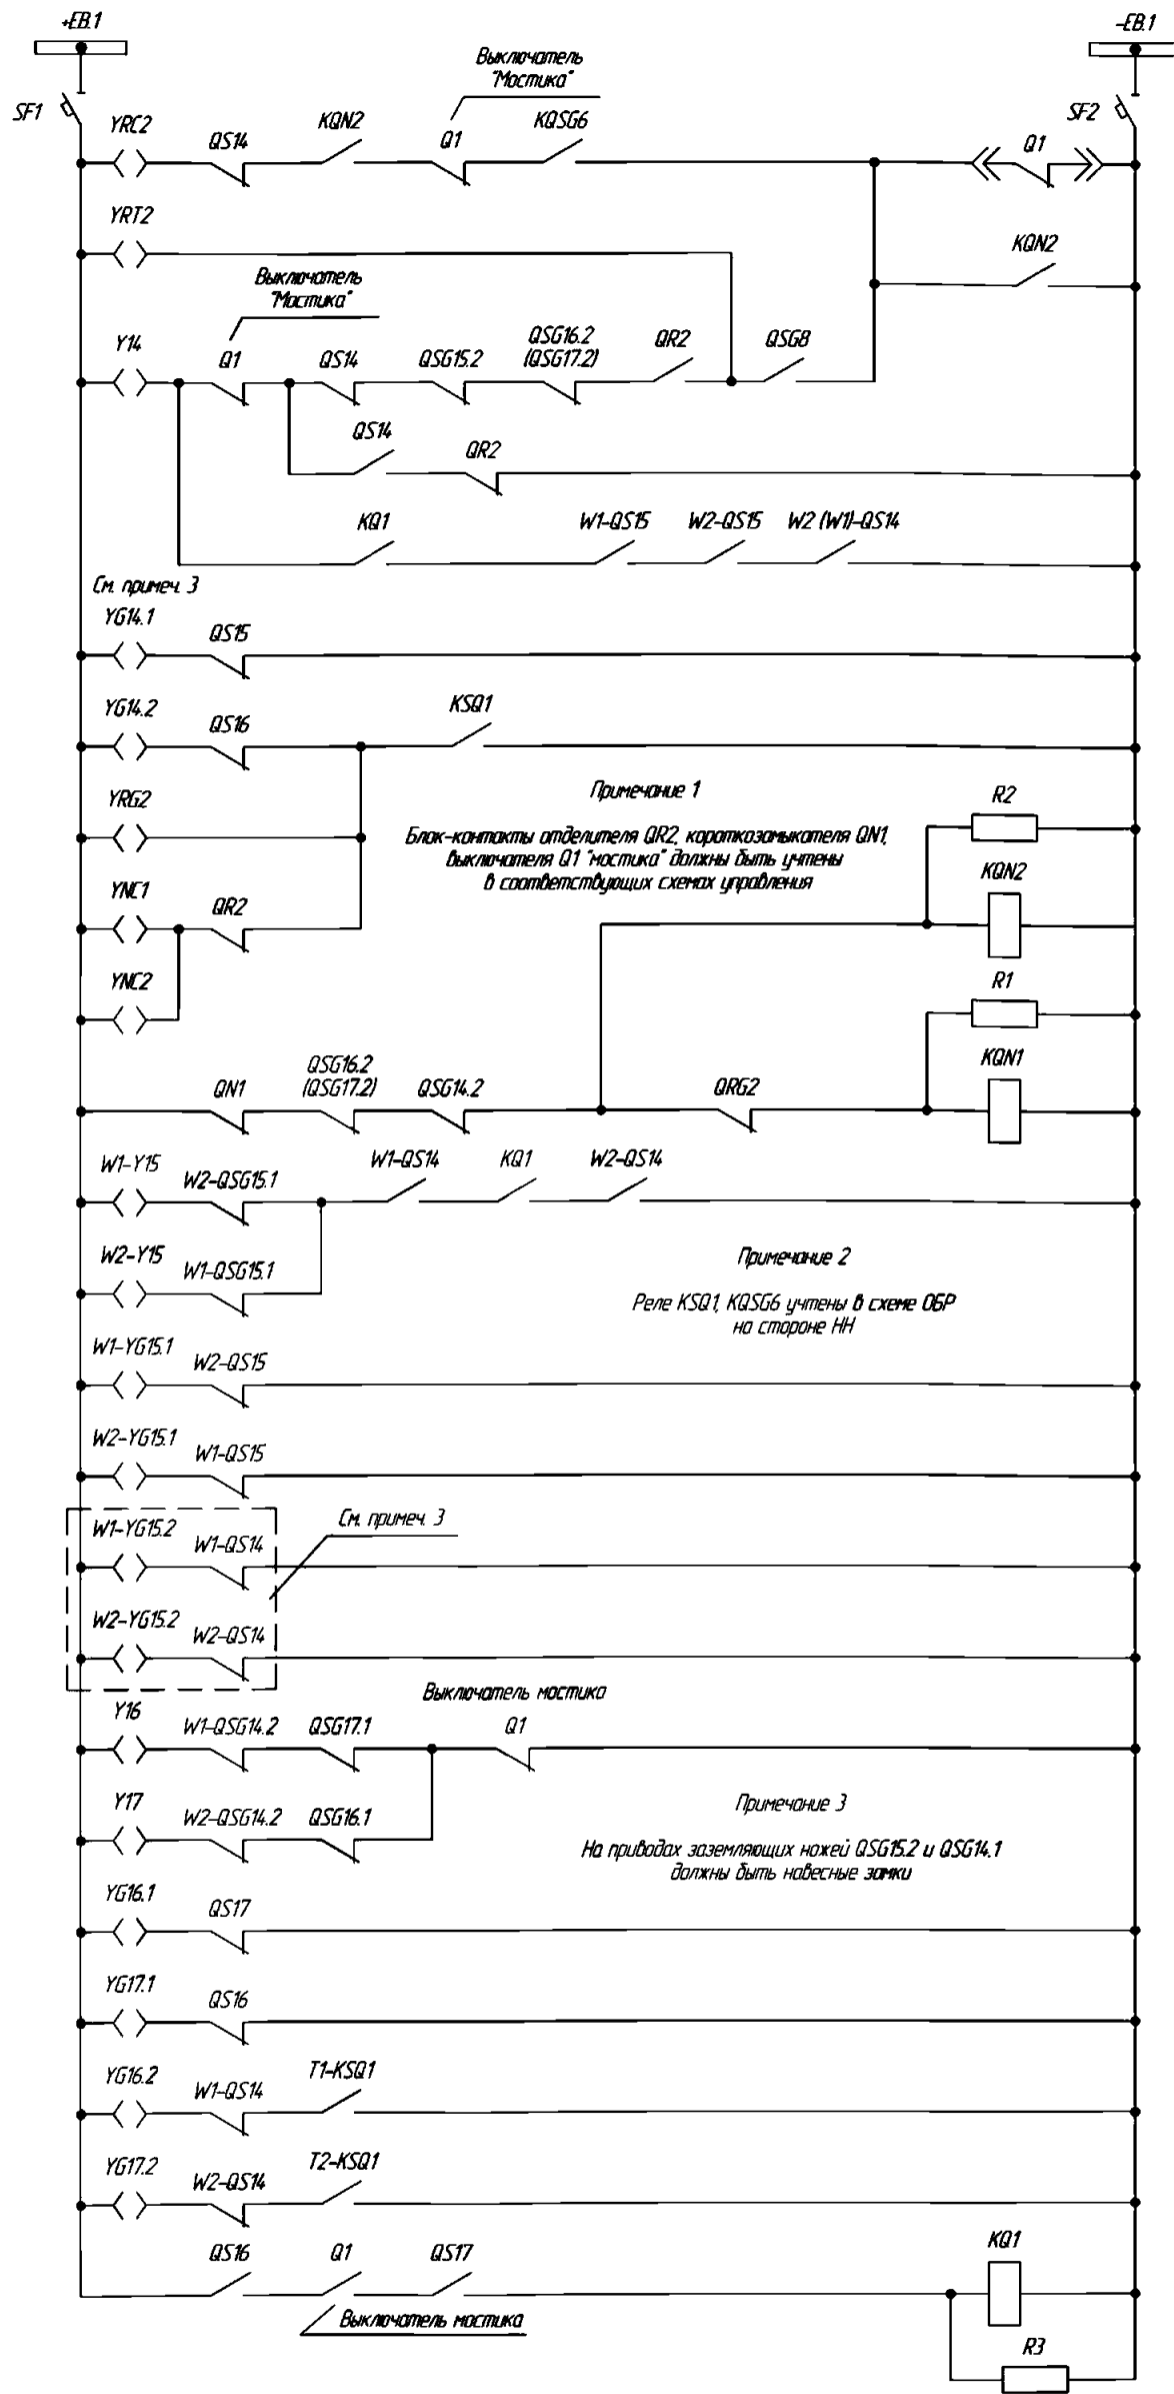 +EB.1
-EB.1
Выключатель
"Мостика"
SF1
SF2
YRC2
QS14
KQN2
Q1
KQSG6
Q1
YRT2
KQN2
Выключатель
"Мостика"
Y14
Q1
QS14
QSG15.2
QSG16.2
(QSG17.2)
QR2
QSG8
QS14
QR2
KQ1
W1-QS15
W2-QS15
W2 (W1)-QS14
См. примеч. 3
YG14.1
QS15
YG14.2
QS16
KSQ1
YRG2
Примечание 1
R2
Блок-контакты отделителя QR2, короткозамыкателя QN1,
выключателя Q1 "мостика" должны быть учтены
в соответствующих схемах управления
KQN2
YNC1
QR2
YNC2
R1
QN1
QSG16.2
(QSG17.2)
QSG14.2
QRG2
KQN1
W1-Y15
W2-QSG15.1
W1-QS14
KQ1
W2-QS14
W2-Y15
W1-QSG15.1
Примечание 2
Реле KSQ1, KQSG6 учтены в схеме ОБР
на стороне НН
W1-YG15.1
W2-QS15
W2-YG15.1
W1-QS15
W1-YG15.2
W1-QS14
См. примеч. 3
W2-YG15.2
W2-QS14
Выключатель мостика
Y16
W1-QSG14.2
QSG17.1
Q1
Y17
W2-QSG14.2
QSG16.1
Примечание 3
На приводах заземляющих ножей QSG15.2 и QSG14.1
должны быть навесные замки
YG16.1
QS17
YG17.1
QS16
YG16.2
W1-QS14
T1-KSQ1
YG17.2
W2-QS14
T2-KSQ1
QS16
Q1
QS17
KQ1
Выключатель мостика
R3